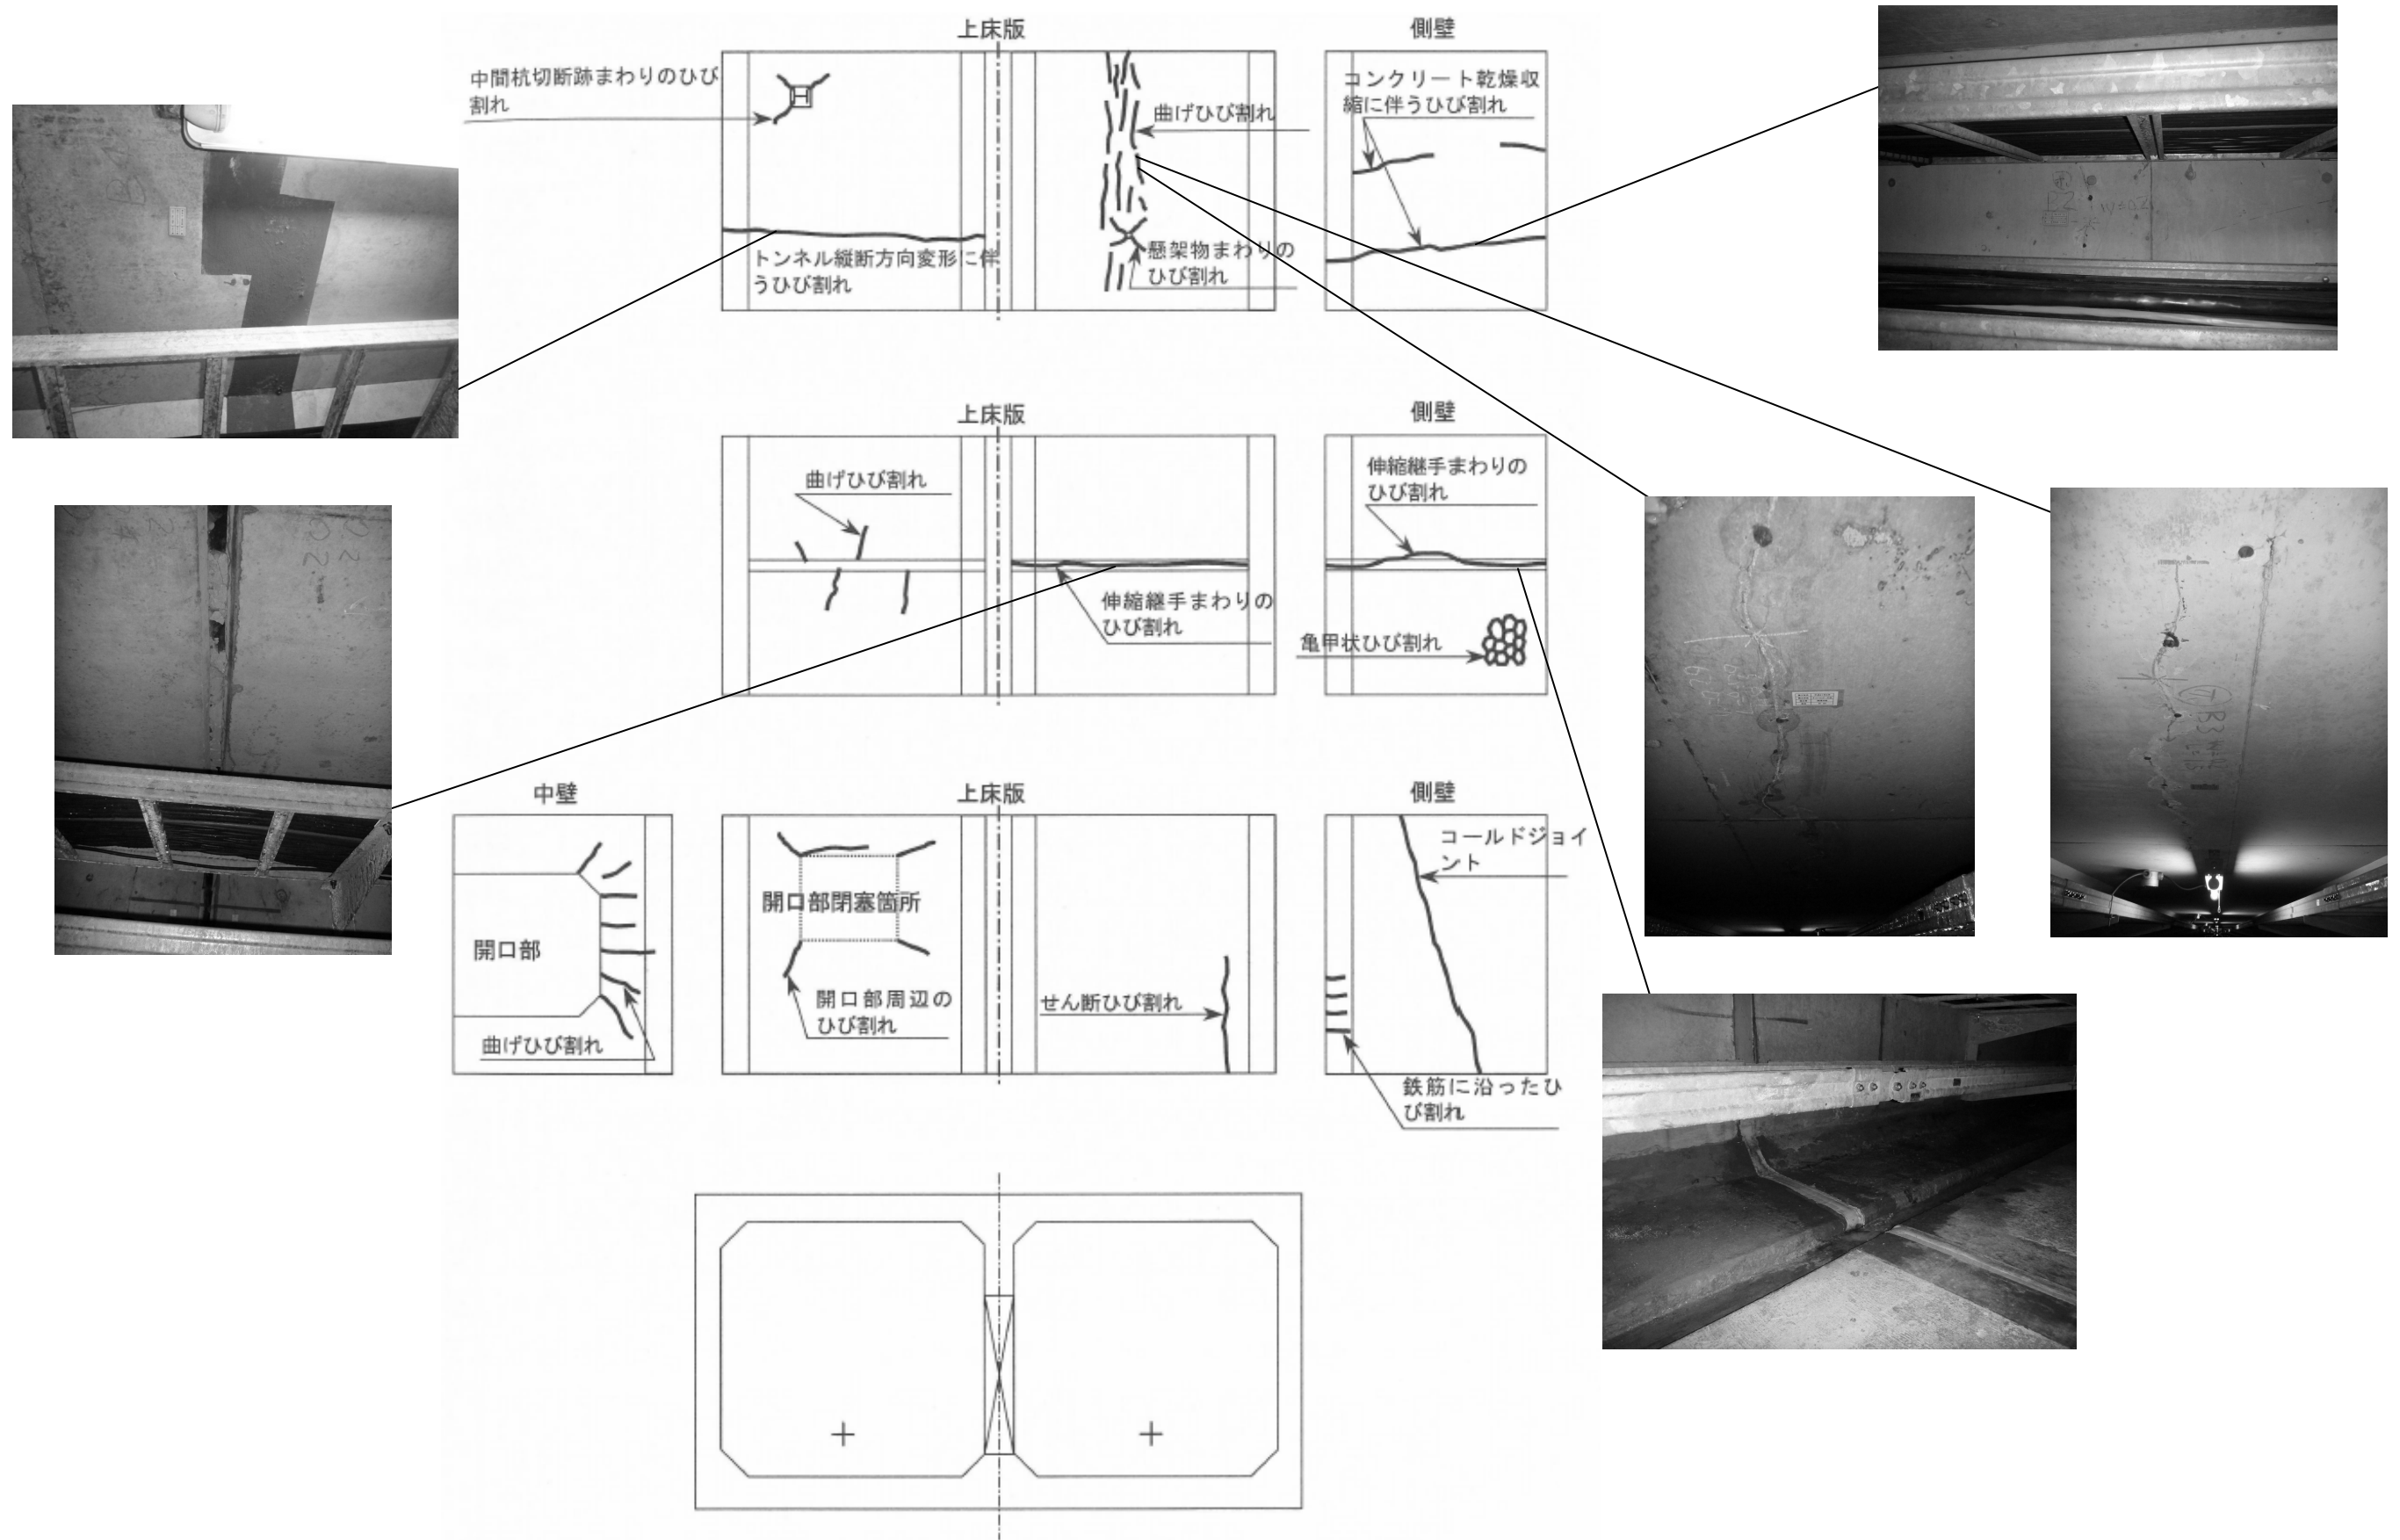 上床版
側壁
中間杭切断跡まわりのひび
割れ
曲げひび割れ
コンクリート乾燥収
縮に伴うひび割れ
トンネル縦断方向変形に伴
うひび割れ
懸架物まわりの
ひび割れ
上床版
側壁
曲げひび割れ
伸縮継手まわりの
ひび割れ
伸縮継手まわりの
ひび割れ
亀甲状ひび割れ
中壁
上床版
側壁
開口部
曲げひび割れ
開口部閉塞箇所
開口部周辺の
ひび割れ
せん断ひび割れ
コールドジョイ
ント
鉄筋に沿ったひ
び割れ
B2
B3